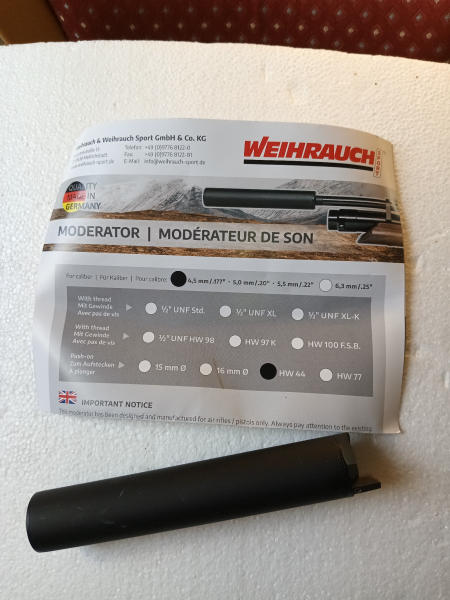 & Weihrauch Sport GmbH & Co. KG
Telefon: +49 (0)9776 8122-0
Fax: +49 (0)9776 8122-81
E-Mail: info@weihrauch-sport.de
WEIHRAUCH
SPORT
QUALITY
MADE IN
GERMANY
MODERATOR | MODÉRATEUR DE SON
For caliber | Für Kaliber | Pour calibre: 4,5 mm/.177" · 5,0 mm/.20" · 5,5 mm/.22" 6,3 mm/.25"
With thread
Mit Gewinde
Avec pas de vis
½" UNF Std. ½" UNF XL ½" UNF XL-K
With thread
Mit Gewinde
Avec pas de vis
½" UNF HW 98 HW 97 K HW 100 F.S.B.
Push-on
Zum Aufstecken
À plonger
15 mm Ø 16 mm Ø HW 44 HW 77
IMPORTANT NOTICE
The moderator has been designed and manufactured for air rifles / pistols only. Always pay attention to the existing